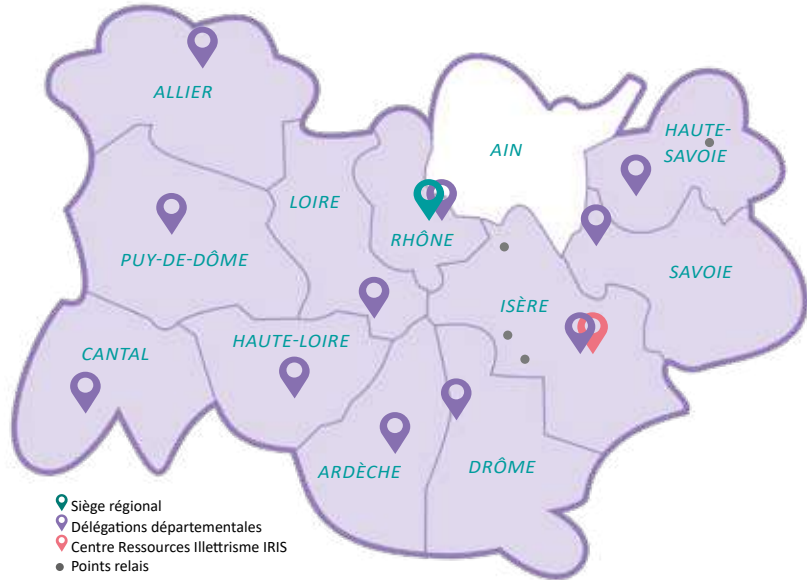 ALLIER
AIN
HAUTE-
SAVOIE
LOIRE
RHÔNE
PUY-DE-DÔME
SAVOIE
ISÈRE
HAUTE-LOIRE
CANTAL
ARDÈCHE
DRÔME
Siège régional
Délégations départementales
Centre Ressources Illettrisme IRIS
Points relais